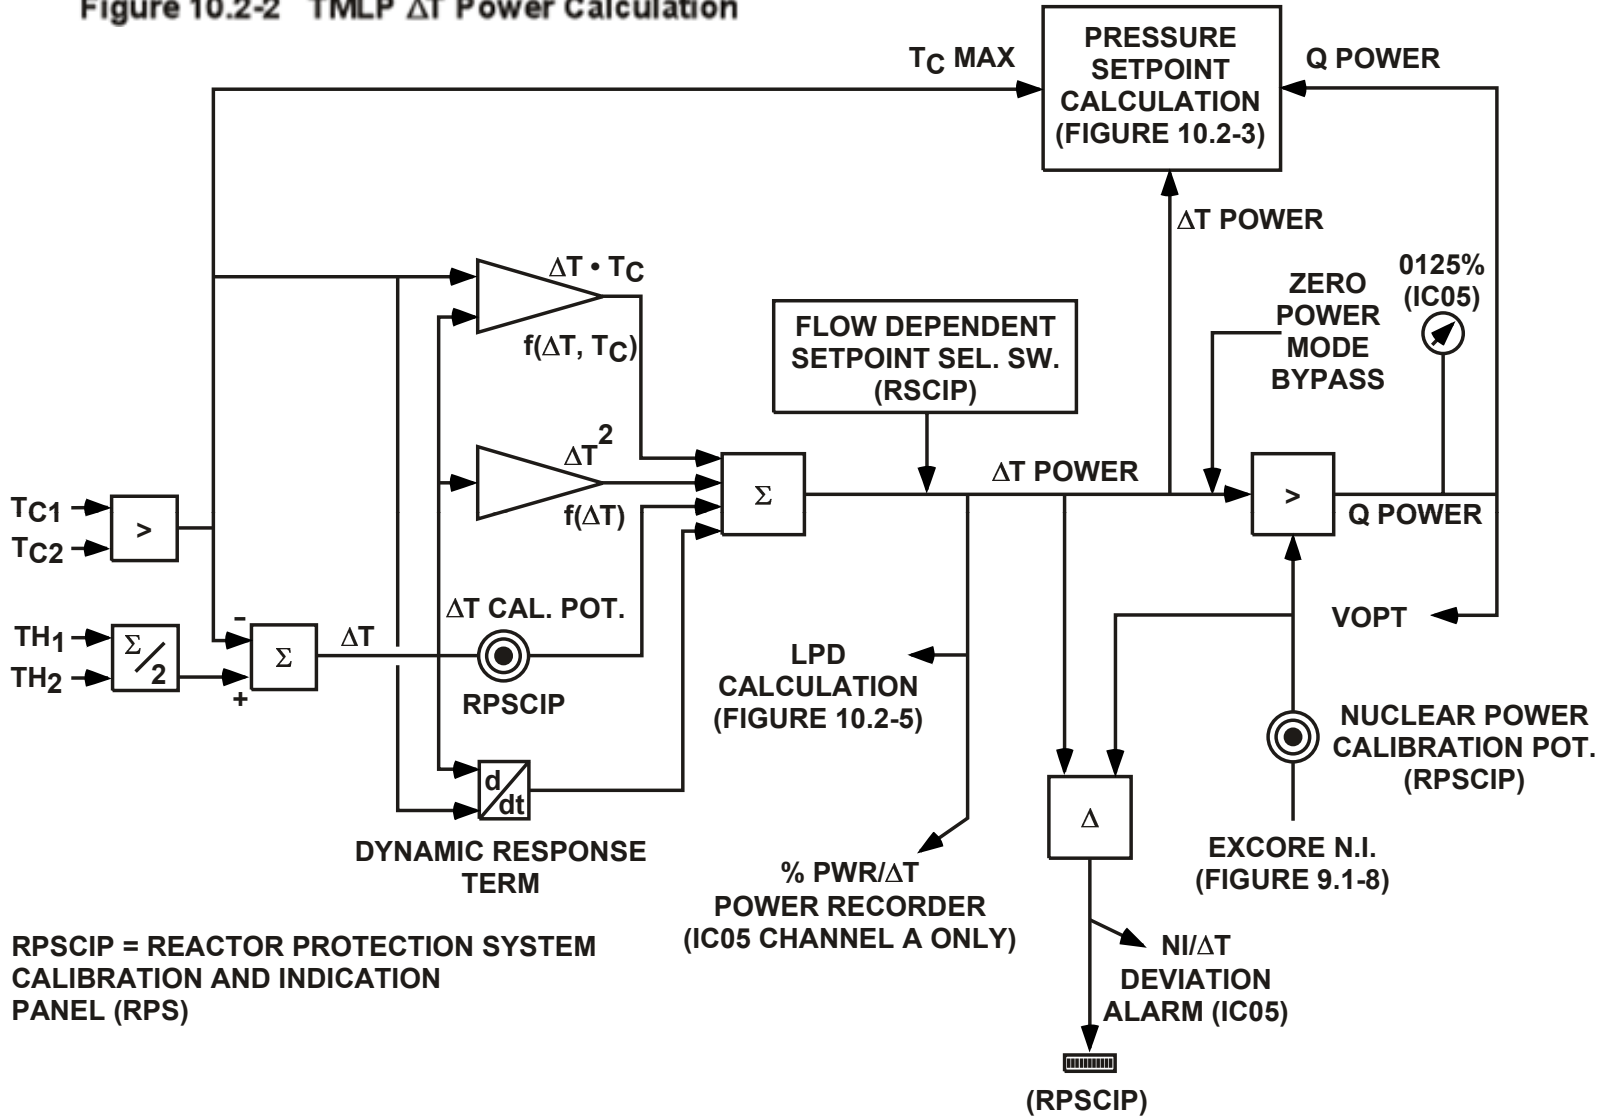 Figure 10.2-2 TMLP ΔT Power Calculation
TC MAX
PRESSURE
SETPOINT
CALCULATION
(FIGURE 10.2-3)
Q POWER
ΔT POWER
ΔT • TC
f(ΔT, TC)
FLOW DEPENDENT
SETPOINT SEL. SW.
(RSCIP)
ZERO
POWER
MODE
BYPASS
0125%
(IC05)
ΔT2
f(ΔT)
Σ
ΔT POWER
>
Q POWER
TC1
TC2
>
TH1
TH2
Σ/2
-
+
Σ
ΔT
ΔT CAL. POT.
RPSCIP
LPD
CALCULATION
(FIGURE 10.2-5)
VOPT
NUCLEAR POWER
CALIBRATION POT.
(RPSCIP)
d/dt
DYNAMIC RESPONSE
TERM
Δ
% PWR/ΔT
POWER RECORDER
(IC05 CHANNEL A ONLY)
EXCORE N.I.
(FIGURE 9.1-8)
NI/ΔT
DEVIATION
ALARM (IC05)
RPSCIP = REACTOR PROTECTION SYSTEM
CALIBRATION AND INDICATION
PANEL (RPS)
(RPSCIP)